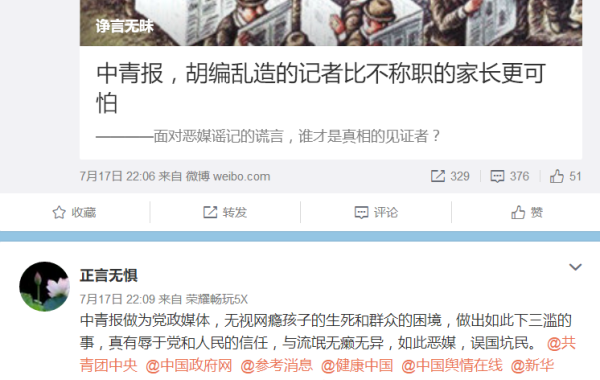 诤言无昧
中青报，胡编乱造的记者比不称职的家长更可
怕
————面对恶媒谣记的谎言，谁才是真相的见证者？
7月17日 22:06 来自 微博 weibo.com 329 376 51
收藏 转发 评论 赞
正言无惧
7月17日 22:09 来自 荣耀畅玩5X
中青报做为党政媒体，无视网瘾孩子的生死和群众的困境，做出如此下三滥的
事，真有辱于党和人民的信任，与流氓无癞无异，如此恶媒，误国坑民。 @共
青团中央 @中国政府网 @参考消息 @健康中国 @中国舆情在线 @新华